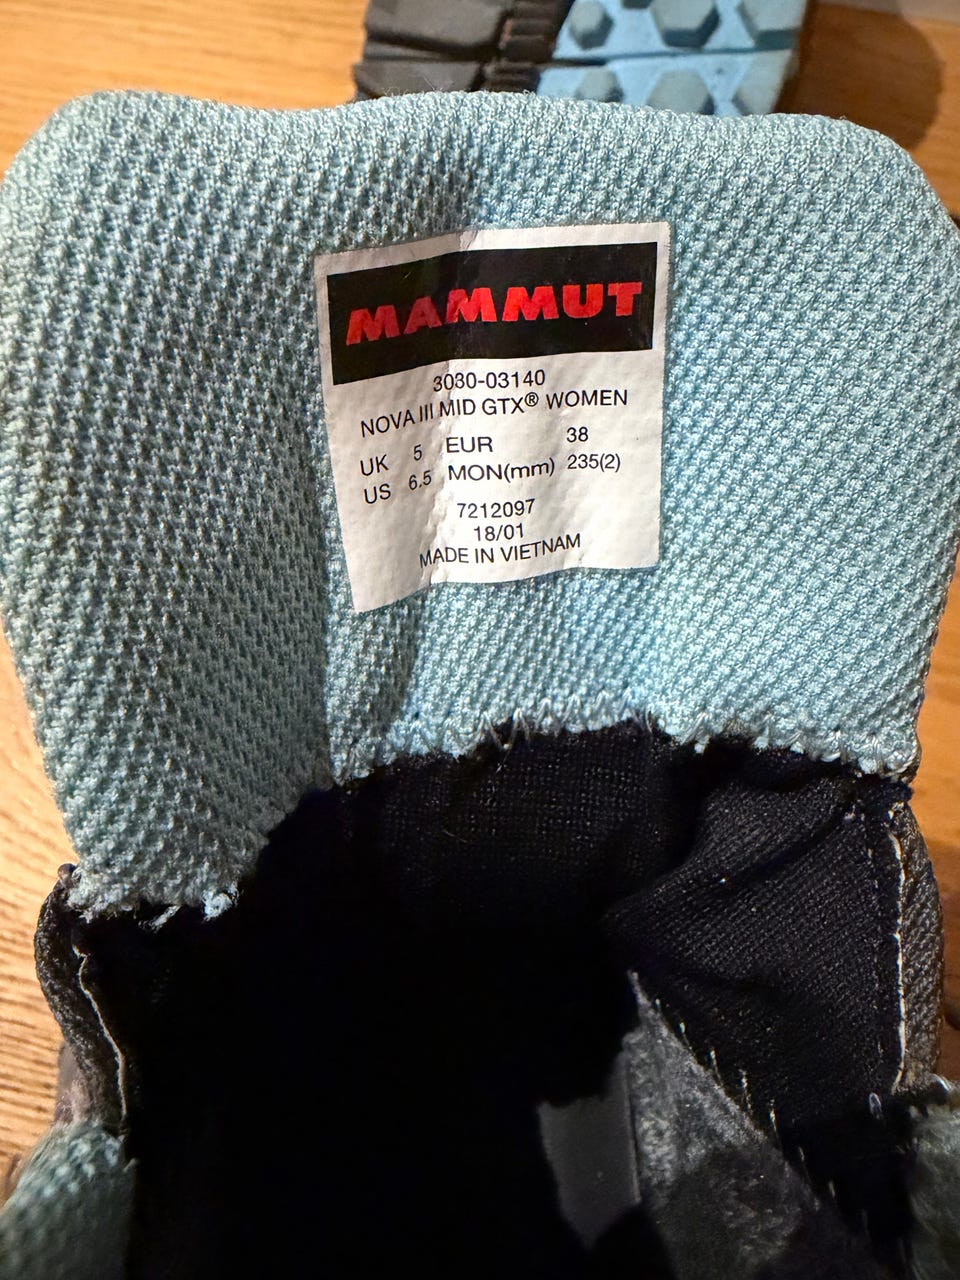 MAMMUT
3030-03140
NOVA III MID GTX® WOMEN
UK 5 EUR 38
US 6.5 MON(mm) 235(2)
7212097
18/01
MADE IN VIETNAM